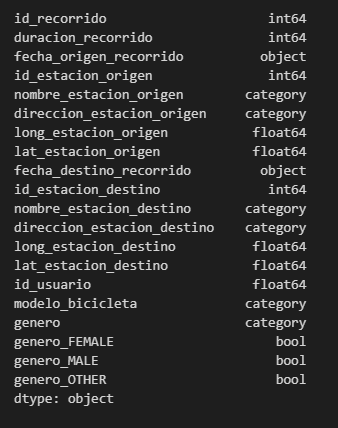 id_recorrido int64
duracion_recorrido int64
fecha_origen_recorrido object
id_estacion_origen int64
nombre_estacion_origen category
direccion_estacion_origen category
long_estacion_origen float64
lat_estacion_origen float64
fecha_destino_recorrido object
id_estacion_destino int64
nombre_estacion_destino category
direccion_estacion_destino category
long_estacion_destino float64
lat_estacion_destino float64
id_usuario float64
modelo_bicicleta category
genero category
genero_FEMALE bool
genero_MALE bool
genero_OTHER bool
dtype: object